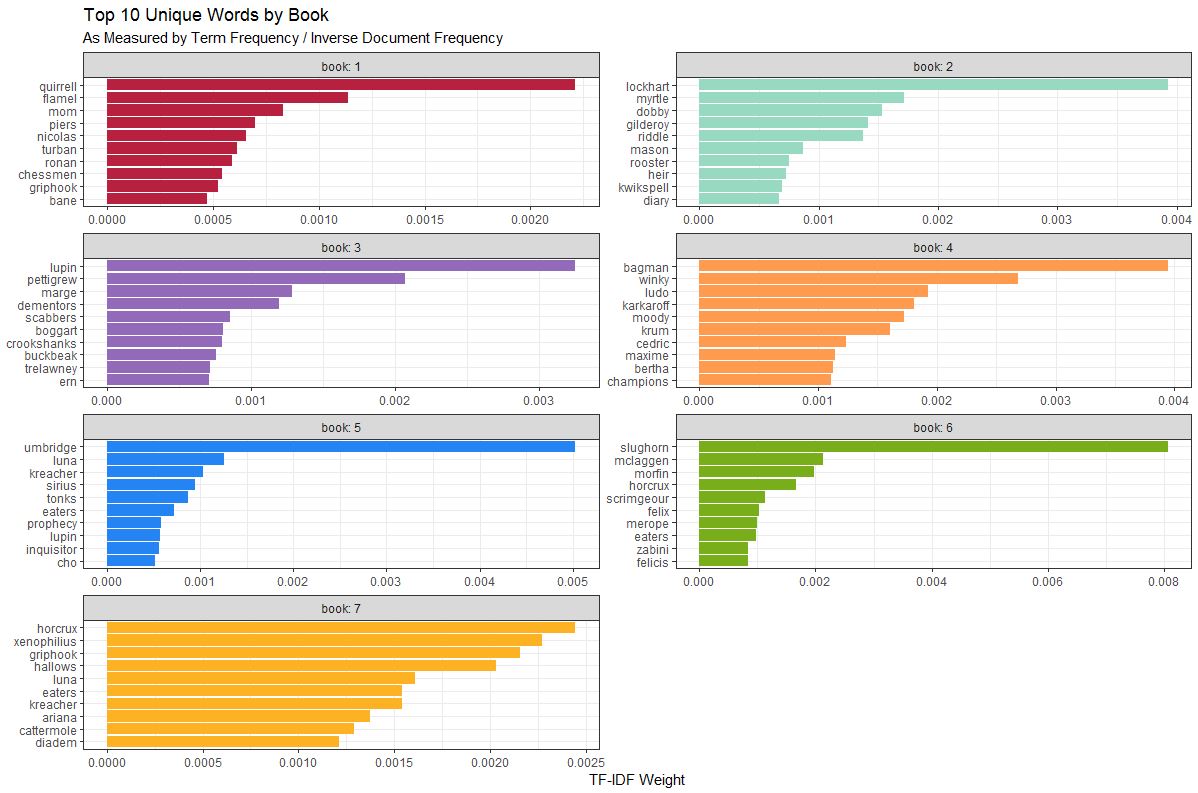 Top 10 Unique Words by Book
As Measured by Term Frequency / Inverse Document Frequency
book: 1
quirrell
flamel
mom
piers
nicolas
turban
ronan
chessmen
griphook
bane
0.0000 0.0005 0.0010 0.0015 0.0020
book: 2
lockhart
myrtle
dobby
gilderoy
riddle
mason
rooster
heir
kwikspell
diary
0.000 0.001 0.002 0.003 0.004
book: 3
lupin
pettigrew
marge
dementors
scabbers
boggart
crookshanks
buckbeak
trelawney
ern
0.000 0.001 0.002 0.003
book: 4
bagman
winky
ludo
karkaroff
moody
krum
cedric
maxime
bertha
champions
0.000 0.001 0.002 0.003 0.004
book: 5
umbridge
luna
kreacher
sirius
tonks
eaters
prophecy
lupin
inquisitor
cho
0.000 0.001 0.002 0.003 0.004 0.005
book: 6
slughorn
mclaggen
morfin
horcrux
scrimgeour
felix
merope
eaters
zabini
felicis
0.000 0.002 0.004 0.006 0.008
book: 7
horcrux
xenophilius
griphook
hallows
luna
eaters
kreacher
ariana
cattermole
diadem
0.0000 0.0005 0.0010 0.0015 0.0020 0.0025
TF-IDF Weight